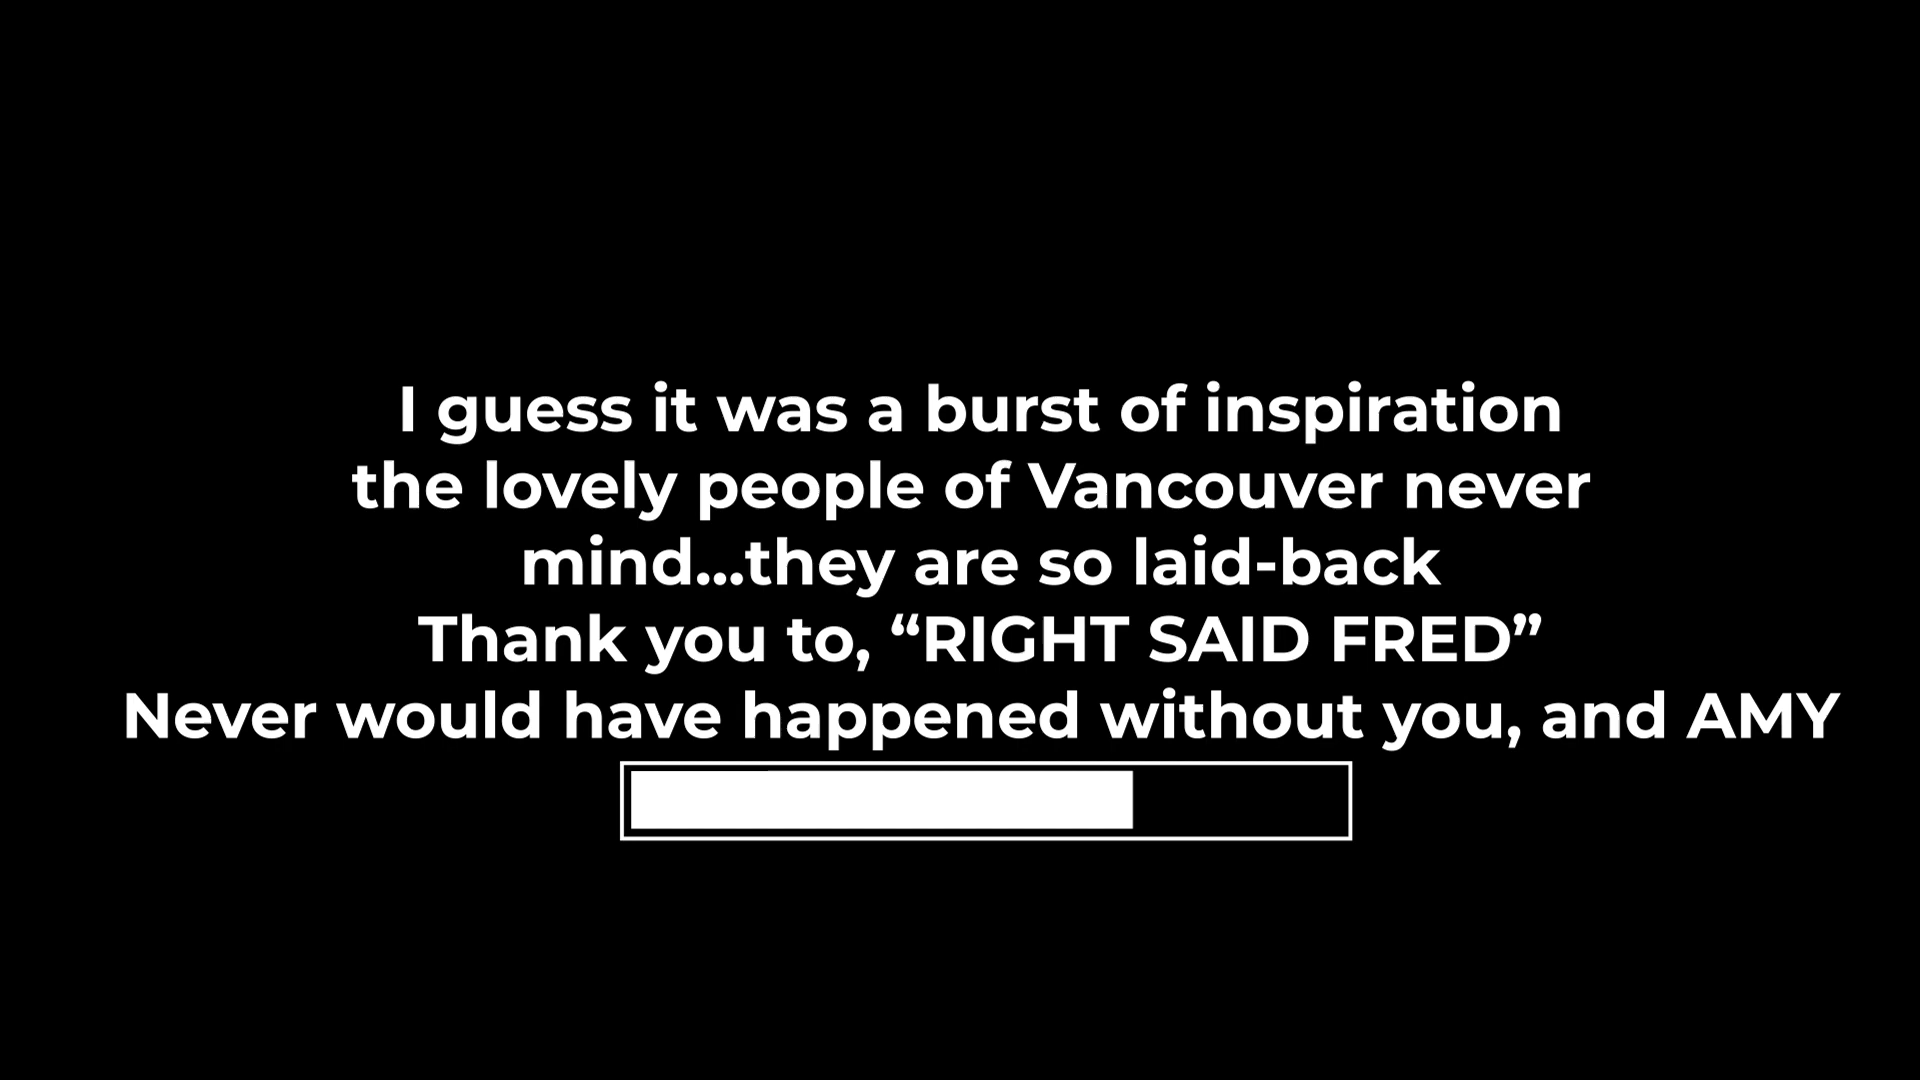 I guess it was a burst of inspiration
the lovely people of Vancouver never
mind...they are so laid-back
Thank you to, “RIGHT SAID FRED”
Never would have happened without you, and AMY